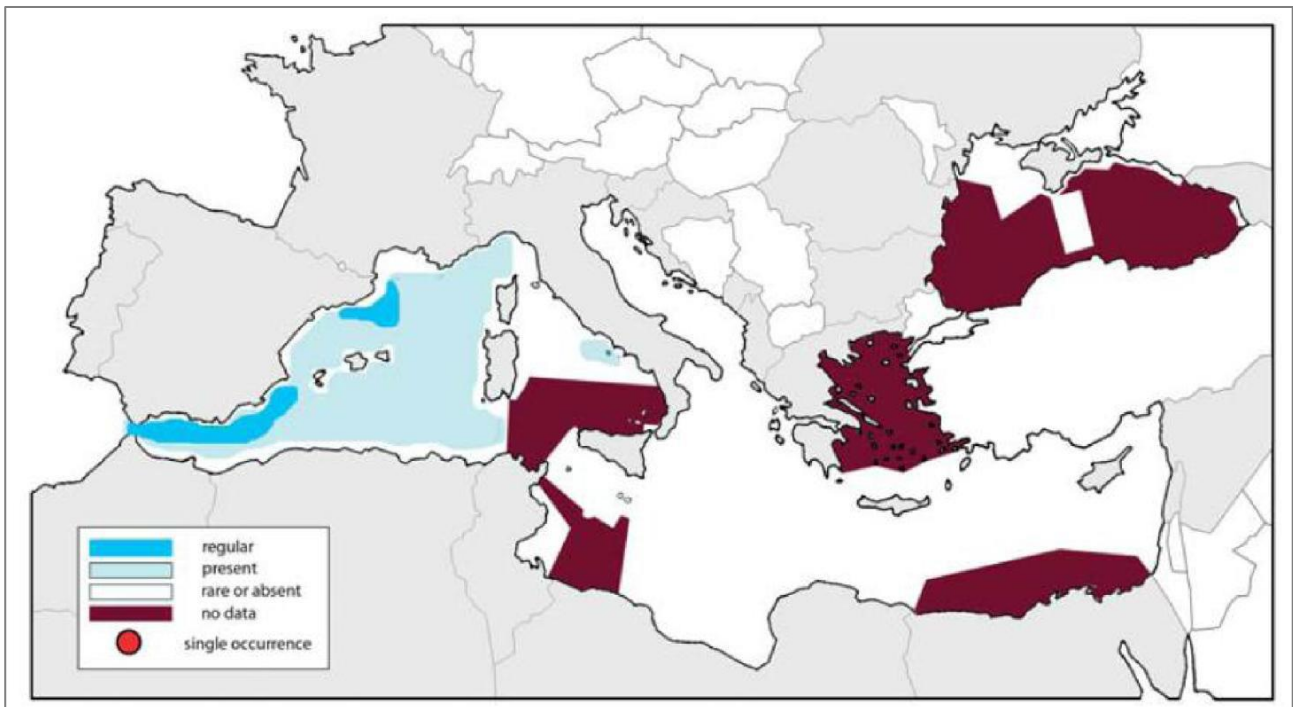 regular
present
rare or absent
no data
single occurrence